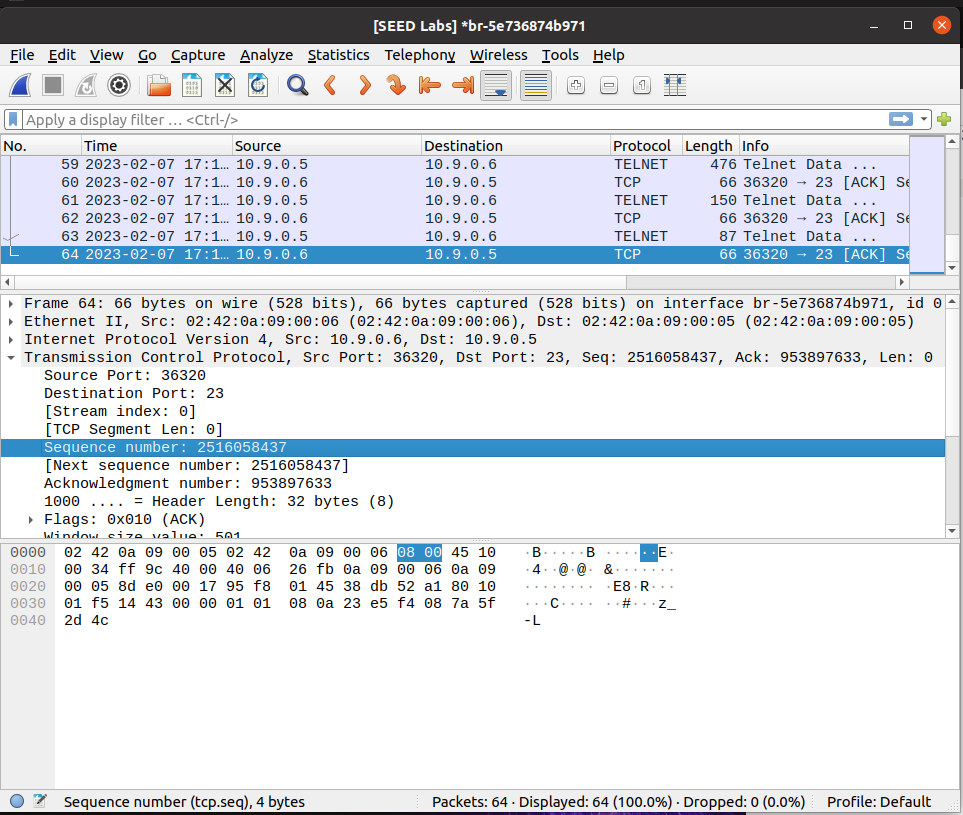 [SEED Labs] *br-5e736874b971
File Edit View Go Capture Analyze Statistics Telephony Wireless Tools Help
Apply a display filter … <Ctrl-/>
No. Time Source Destination Protocol Length Info
59 2023-02-07 17:1… 10.9.0.5 10.9.0.6 TELNET 476 Telnet Data ...
60 2023-02-07 17:1… 10.9.0.6 10.9.0.5 TCP 66 36320 → 23 [ACK] Se
61 2023-02-07 17:1… 10.9.0.5 10.9.0.6 TELNET 150 Telnet Data ...
62 2023-02-07 17:1… 10.9.0.6 10.9.0.5 TCP 66 36320 → 23 [ACK] Se
63 2023-02-07 17:1… 10.9.0.5 10.9.0.6 TELNET 87 Telnet Data ...
64 2023-02-07 17:1… 10.9.0.6 10.9.0.5 TCP 66 36320 → 23 [ACK] Se
Frame 64: 66 bytes on wire (528 bits), 66 bytes captured (528 bits) on interface br-5e736874b971, id 0
Ethernet II, Src: 02:42:0a:09:00:06 (02:42:0a:09:00:06), Dst: 02:42:0a:09:00:05 (02:42:0a:09:00:05)
Internet Protocol Version 4, Src: 10.9.0.6, Dst: 10.9.0.5
Transmission Control Protocol, Src Port: 36320, Dst Port: 23, Seq: 2516058437, Ack: 953897633, Len: 0
Source Port: 36320
Destination Port: 23
[Stream index: 0]
[TCP Segment Len: 0]
Sequence number: 2516058437
[Next sequence number: 2516058437]
Acknowledgment number: 953897633
1000 .... = Header Length: 32 bytes (8)
Flags: 0x010 (ACK)
Window size value: 501
0000 02 42 0a 09 00 05 02 42 0a 09 00 06 08 00 45 10 ·B·····B ······E·
0010 00 34 ff 9c 40 00 40 06 26 fb 0a 09 00 06 0a 09 ·4··@·@· &·······
0020 00 05 8d e0 00 17 95 f8 01 45 38 db 52 a1 80 10 ········ ·E8·R···
0030 01 f5 14 43 00 00 01 01 08 0a 23 e5 f4 08 7a 5f ···C···· ··#···z_
0040 2d 4c -L
Sequence number (tcp.seq), 4 bytes Packets: 64 · Displayed: 64 (100.0%) · Dropped: 0 (0.0%) Profile: Default